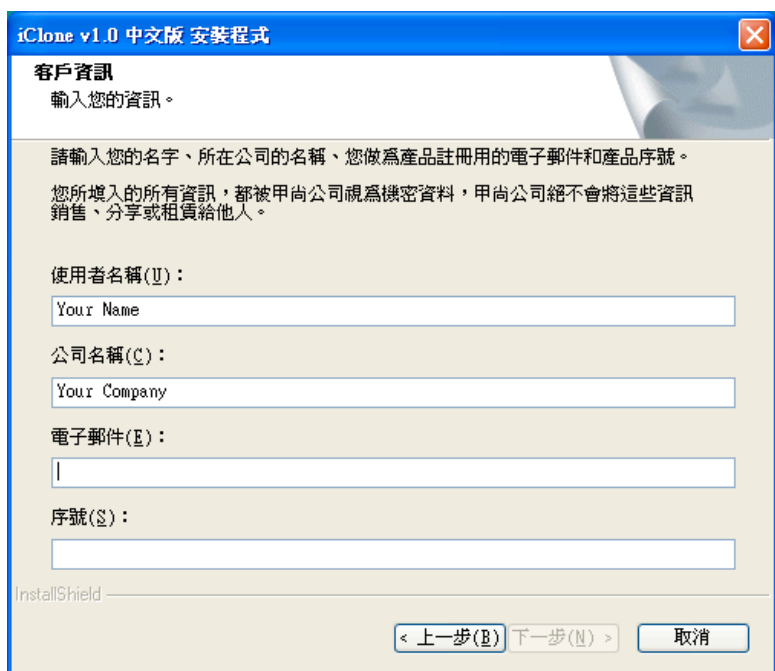 iClone v1.0 中文版 安裝程式
客戶資訊
輸入您的資訊。
請輸入您的名字、所在公司的名稱、您做爲產品註冊用的電子郵件和產品序號。
您所填入的所有資訊，都被甲尚公司視爲機密資料，甲尚公司絕不會將這些資訊
銷售、分享或租賃給他人。
使用者名稱(U)：
Your Name
公司名稱(C)：
Your Company
電子郵件(E)：
序號(S)：
InstallShield
< 上一步(B) 下一步(N) > 取消